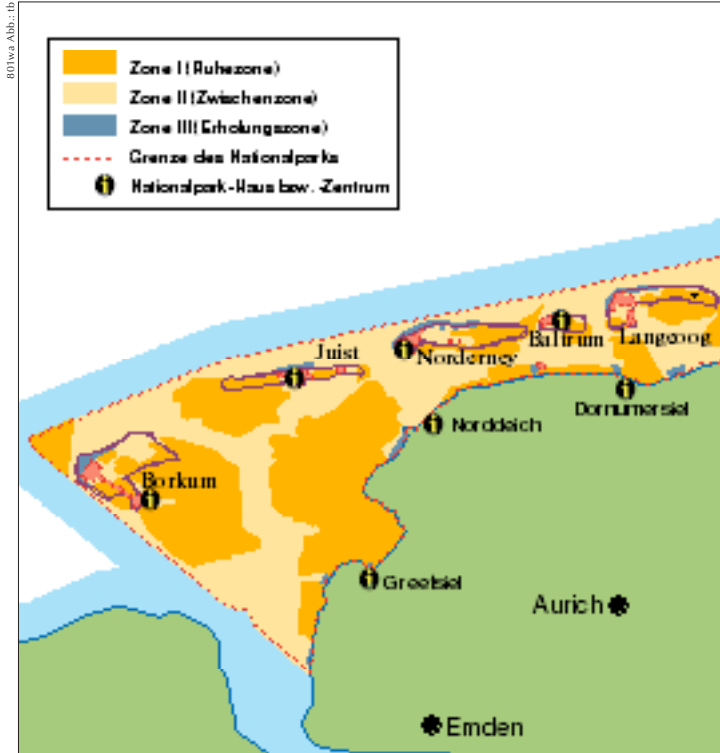 801wa Abb.: tb
Zone I (Ruhezone)
Zone II (Zwischenzone)
Zone III (Erholungszone)
Grenze des Nationalparks
Nationalpark-Haus bzw. -Zentrum
Juist
Norderney
Baltrum
Langeoog
Dornumersiel
Norddeich
Borkum
Greetsiel
Aurich
Emden